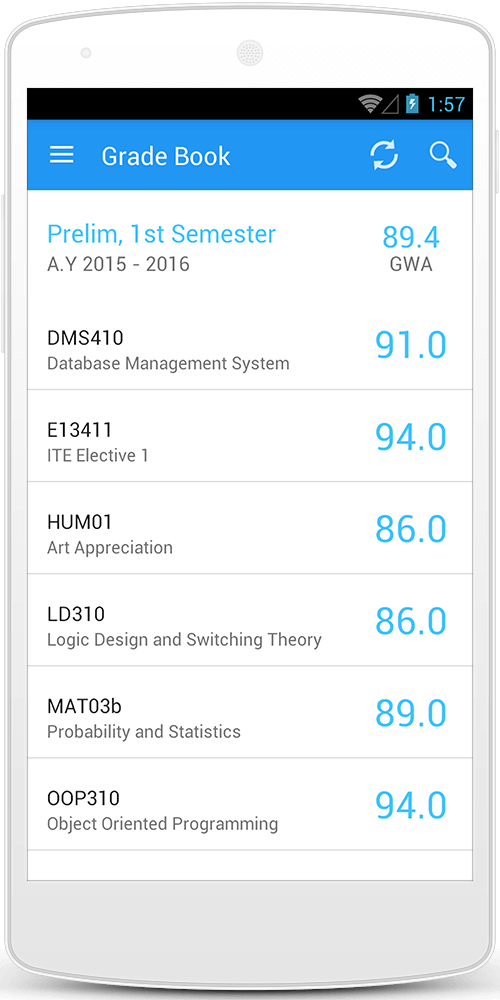 1:57
Grade Book
Prelim, 1st Semester
89.4
A.Y 2015 - 2016
GWA
DMS410
91.0
Database Management System
E13411
94.0
ITE Elective 1
HUM01
86.0
Art Appreciation
LD310
86.0
Logic Design and Switching Theory
MAT03b
89.0
Probability and Statistics
OOP310
94.0
Object Oriented Programming